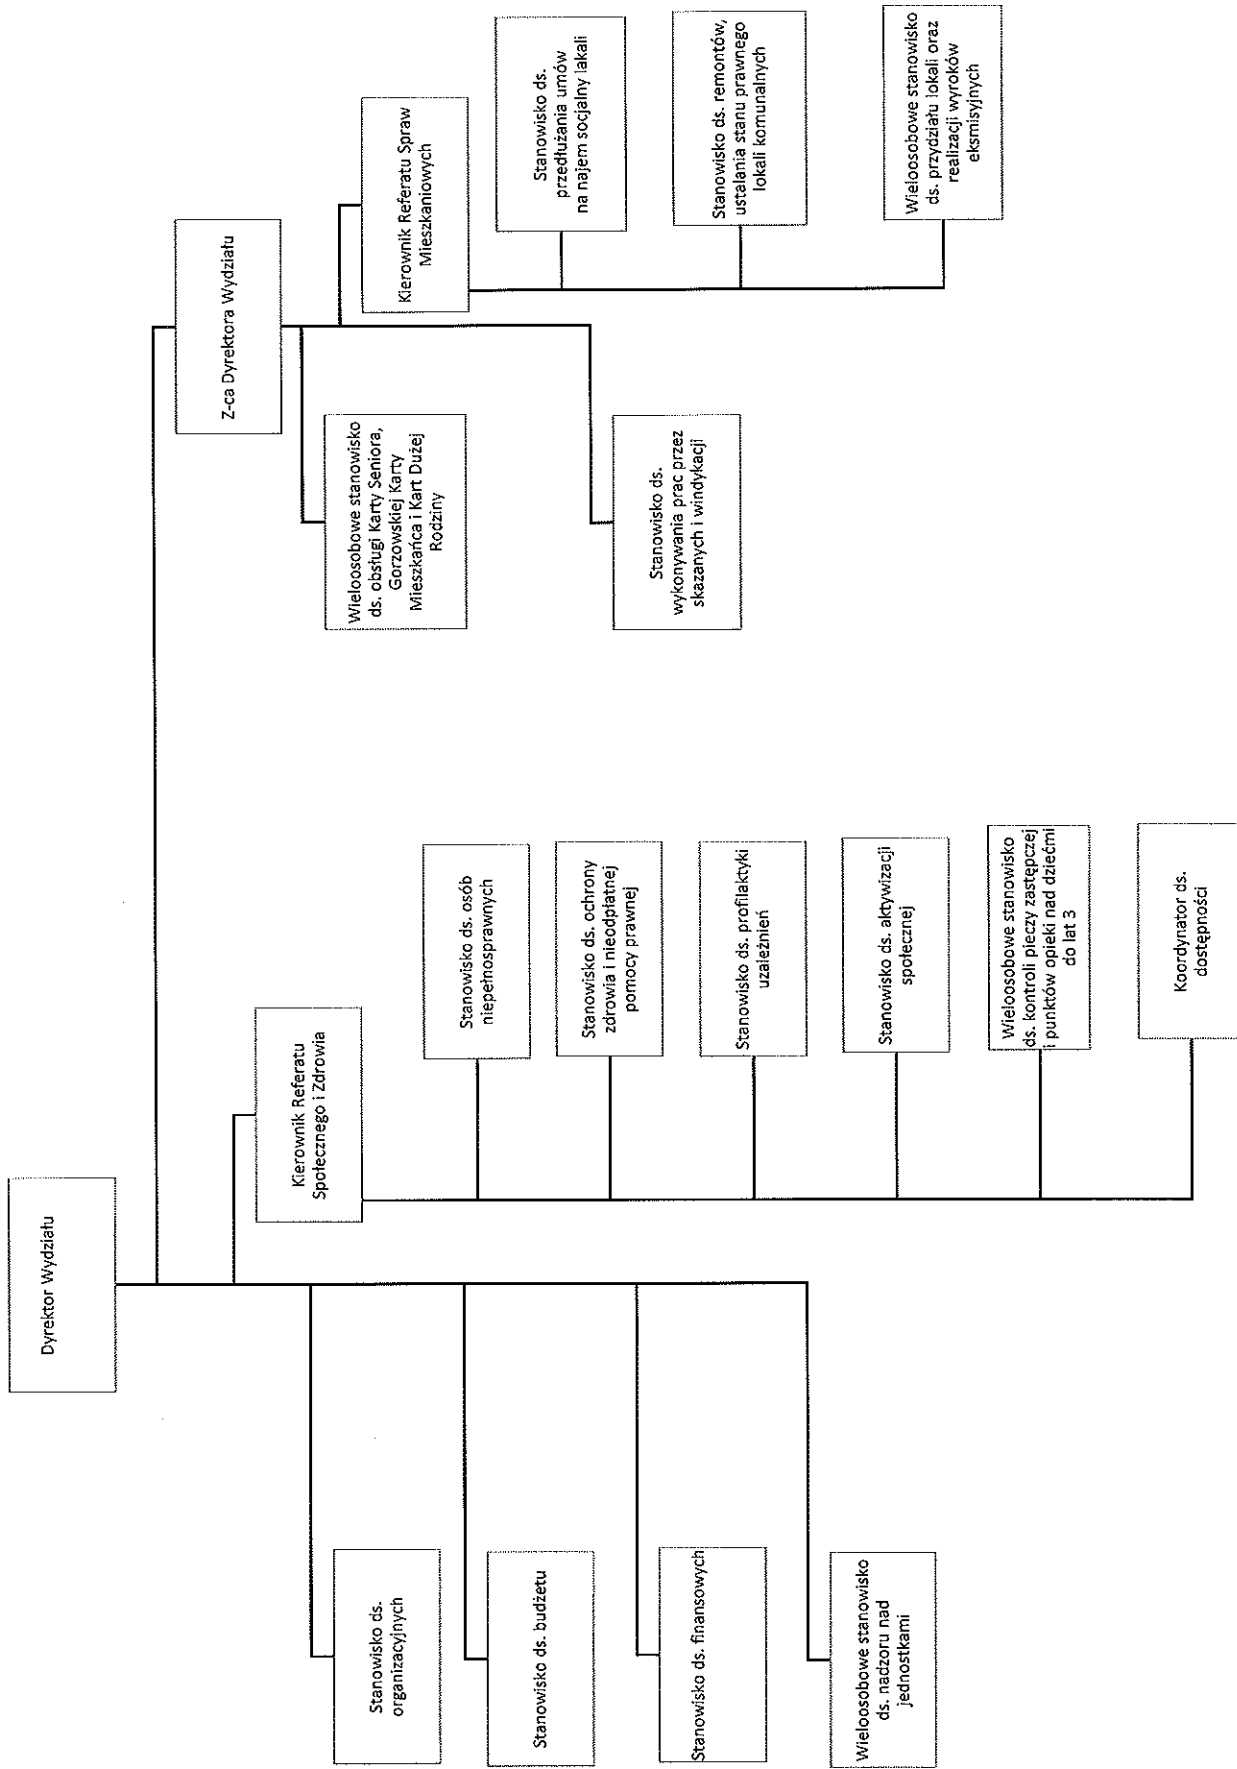 Dyrektor Wydziału
Z-ca Dyrektora Wydziału
Kierownik Referatu
Społecznego i Zdrowia
Stanowisko ds.
organizacyjnych
Stanowisko ds. budżetu
Stanowisko ds. finansowych
Wieloosobowe stanowisko
ds. nadzoru nad
jednostkami
Stanowisko ds. osób
niepełnosprawnych
Stanowisko ds. ochrony
zdrowia i nieodpłatnej
pomocy prawnej
Stanowisko ds. profilaktyki
uzależnień
Stanowisko ds. aktywizacji
społecznej
Wieloosobowe stanowisko
ds. kontroli pieczy zastępczej
i punktów opieki nad dziećmi
do lat 3
Koordynator ds.
dostępności
Wieloosobowe stanowisko
ds. obsługi Karty Seniora,
Gorzowskiej Karty
Mieszkańca i Kart Dużej
Rodziny
Stanowisko ds.
wykonywania prac przez
skazanych i windykacji
Kierownik Referatu Spraw
Mieszkaniowych
Stanowisko ds.
przedłużania umów
na najem socjalny lakali
Stanowisko ds. remontów,
ustalania stanu prawnego
lokali komunalnych
Wieloosobowe stanowisko
ds. przydziału lokali oraz
realizacji wyroków
eksmisyjnych